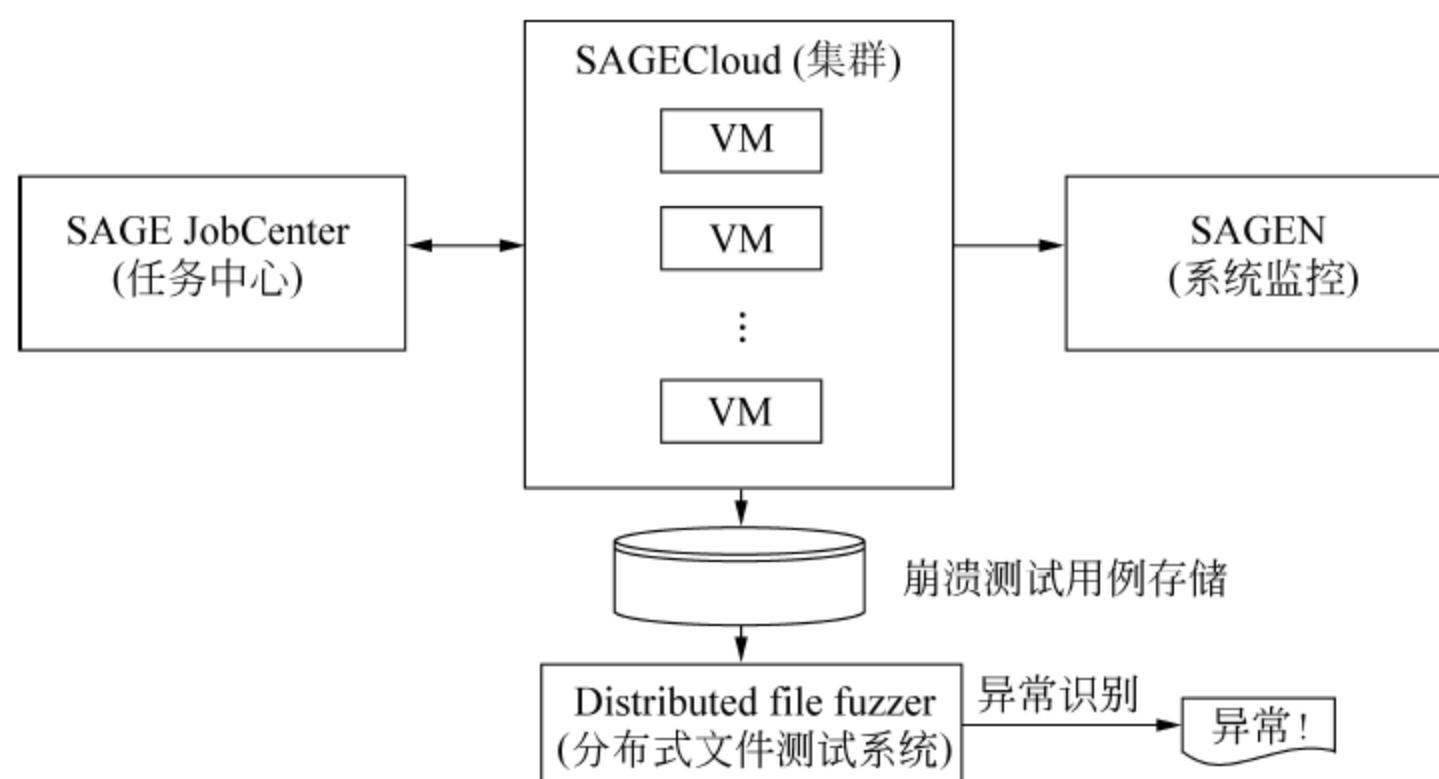 SAGECloud (集群)
VM
SAGE JobCenter
(任务中心)
VM
SAGEN
(系统监控)
⋮
VM
崩溃测试用例存储
Distributed file fuzzer
(分布式文件测试系统)
异常识别
异常!